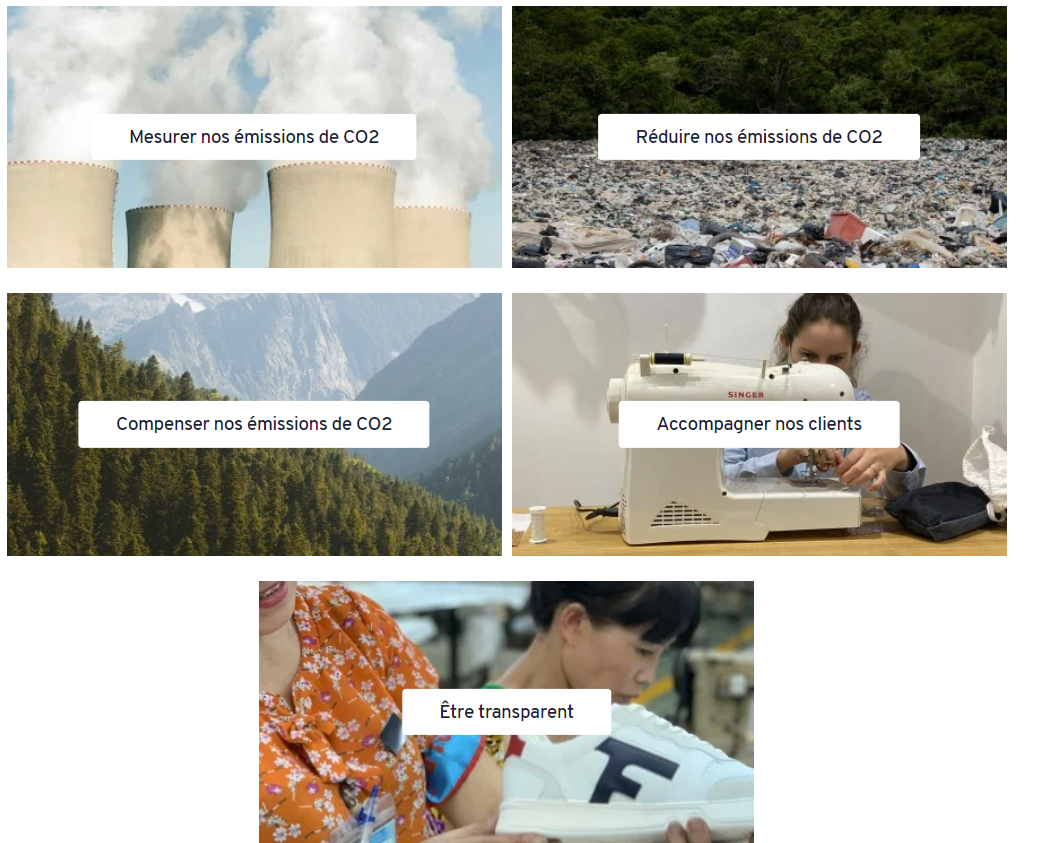 Mesurer nos émissions de CO2
Réduire nos émissions de CO2
Compenser nos émissions de CO2
Accompagner nos clients
SINGER
Être transparent
F